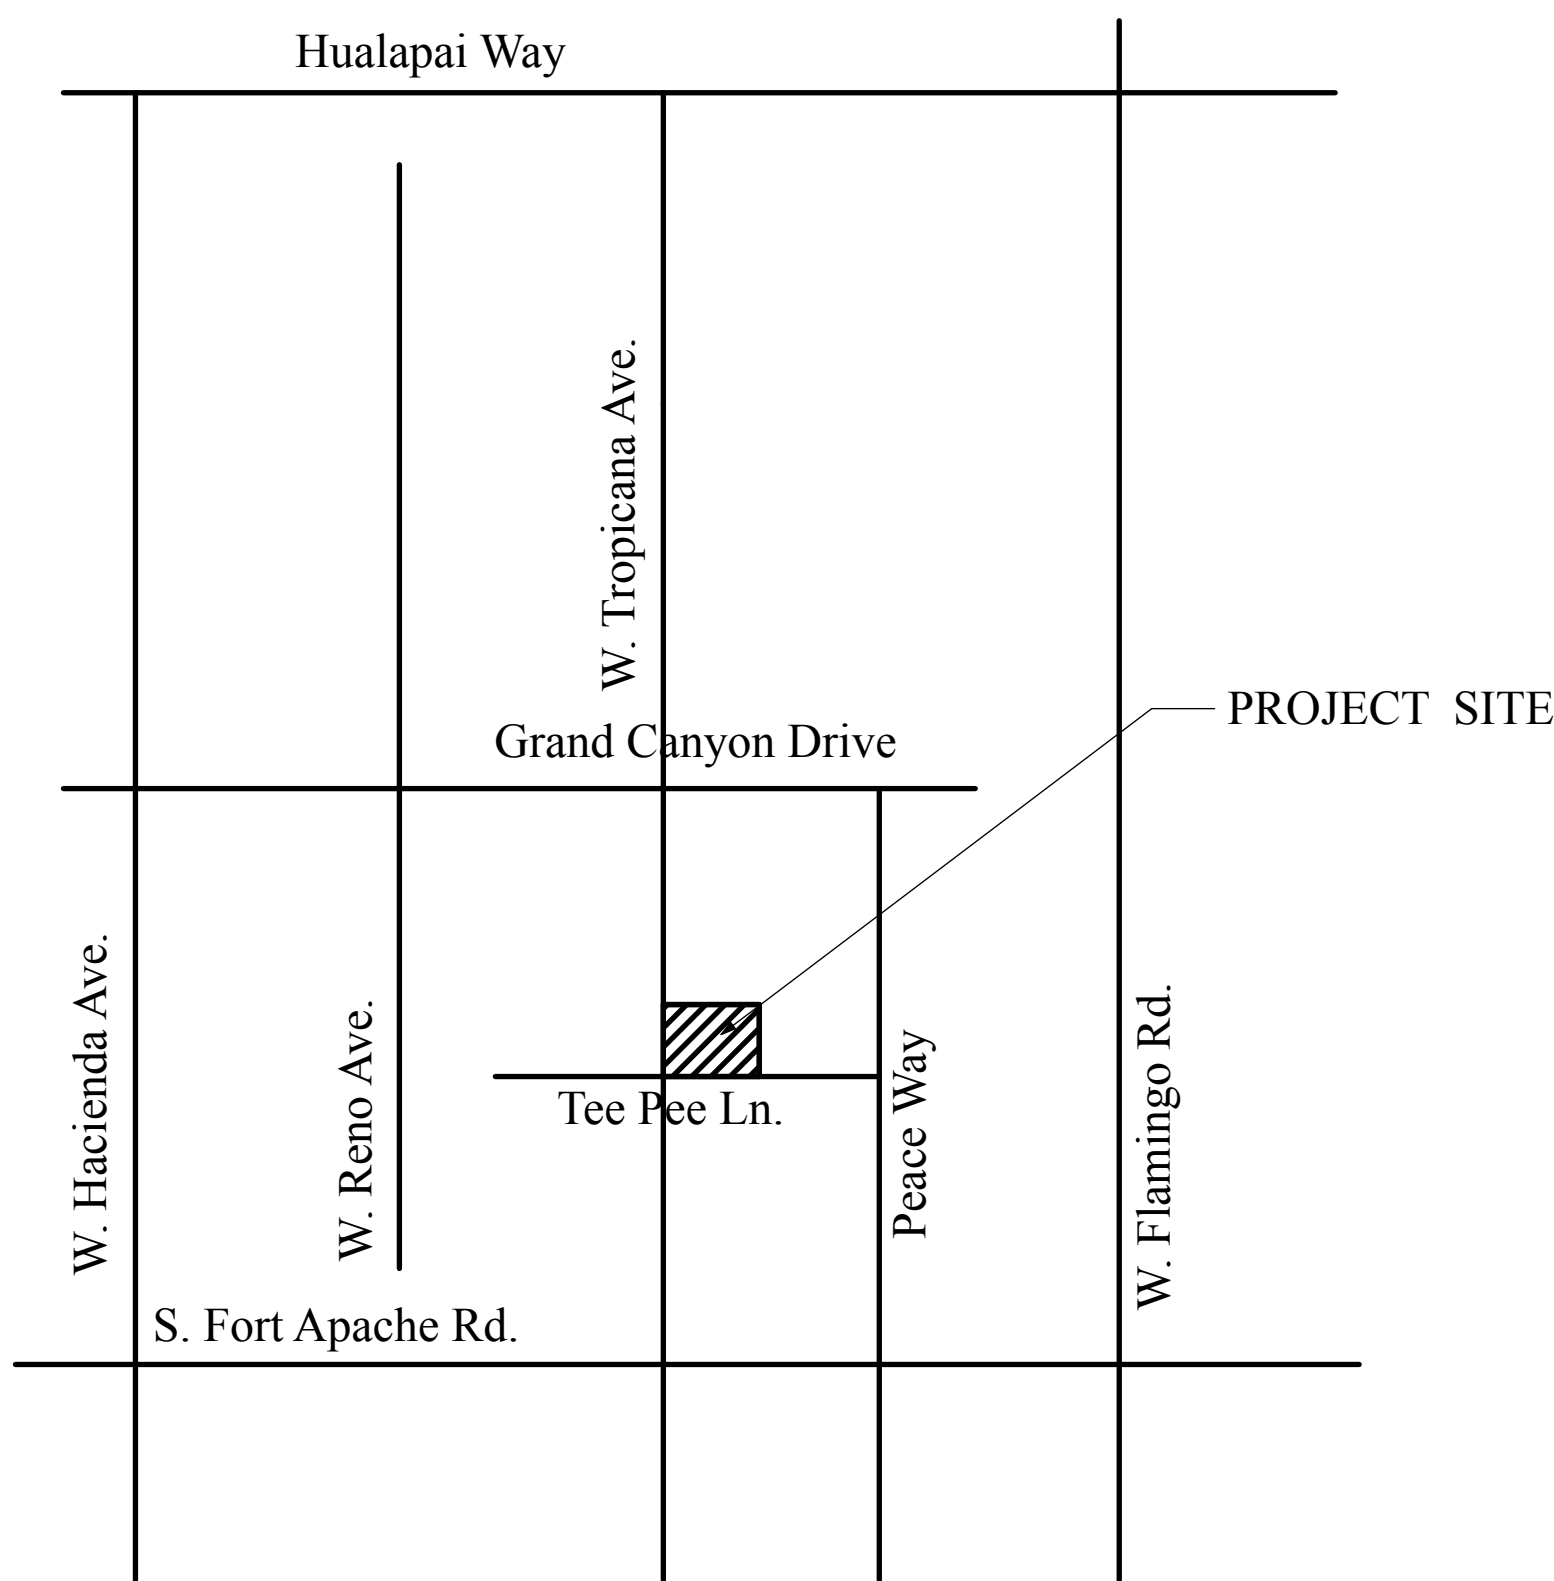 Hualapai Way
W. Tropicana Ave.
PROJECT SITE
Grand Canyon Drive
W. Hacienda Ave.
W. Reno Ave.
Tee Pee Ln.
Peace Way
W. Flamingo Rd.
S. Fort Apache Rd.